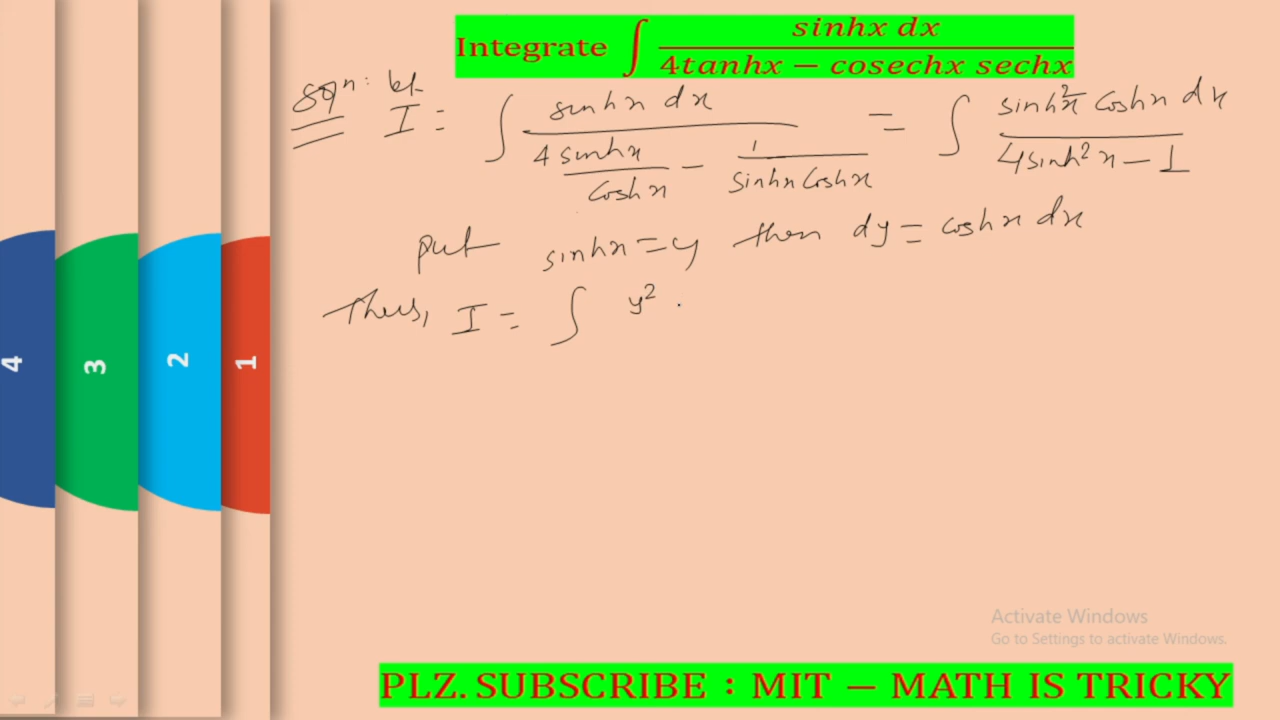 Integrate ∫ sinhx dx / (4tanhx − cosechx sechx)
Solⁿ: let
I = ∫ sinhx dx / (4 sinhx/coshx − 1/(sinhx coshx)) = ∫ sinh²x coshx dx / (4sinh²x − 1)
put sinhx = y then dy = coshx dx
Thus, I = ∫ y² .
4
3
2
1
Activate Windows
Go to Settings to activate Windows.
PLZ. SUBSCRIBE : MIT − MATH IS TRICKY